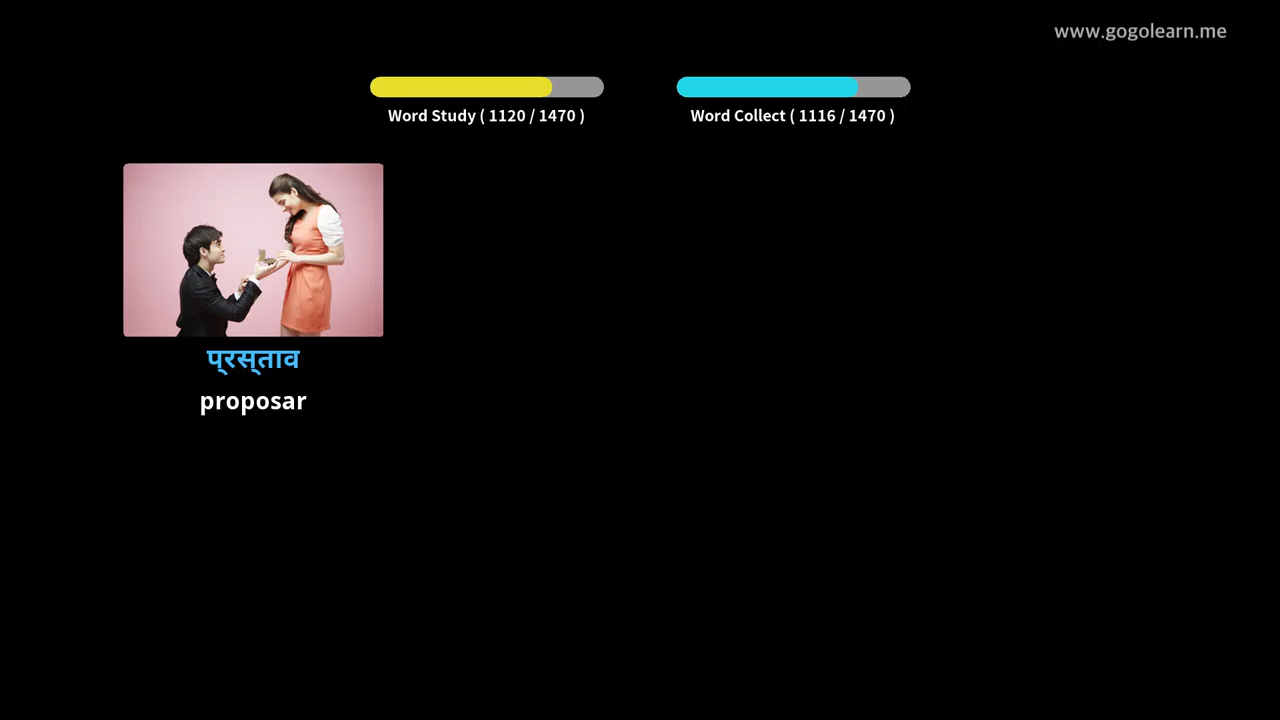 www.gogolearn.me
Word Study ( 1120 / 1470 )
Word Collect ( 1116 / 1470 )
प्रस्ताव
proposar